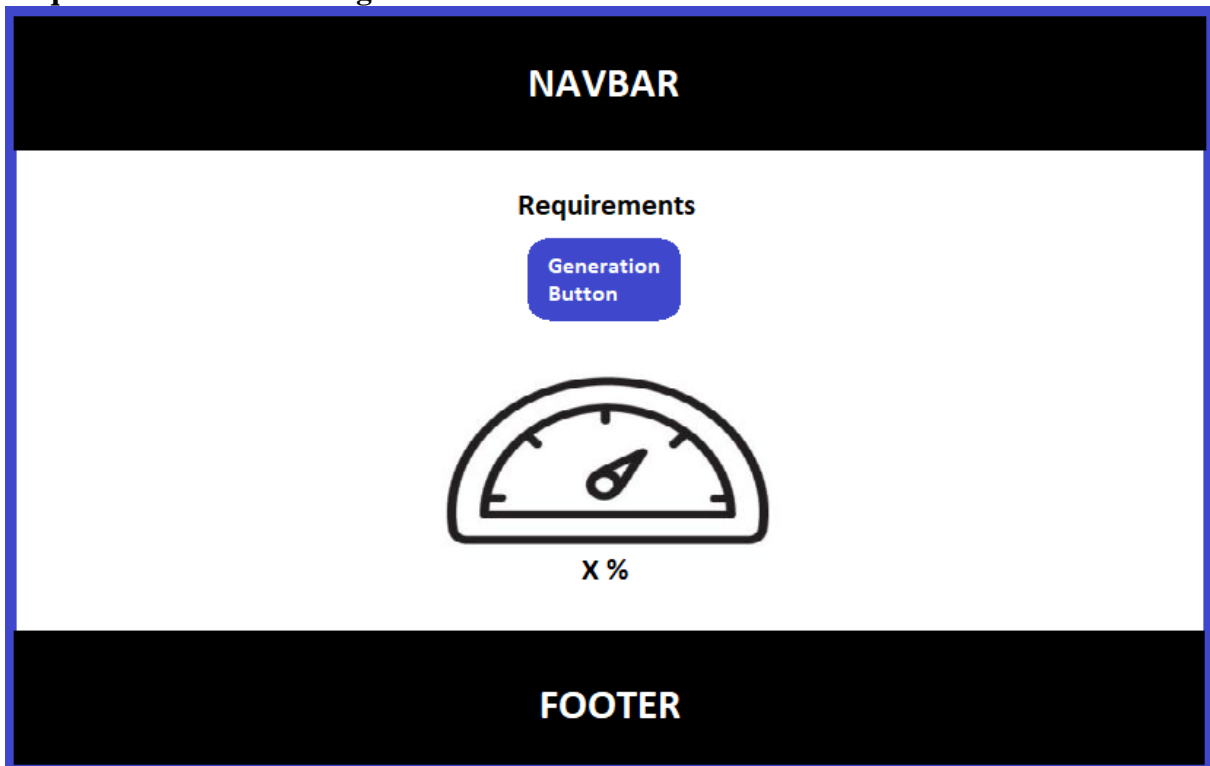 NAVBAR
Requirements
Generation
Button
X %
FOOTER